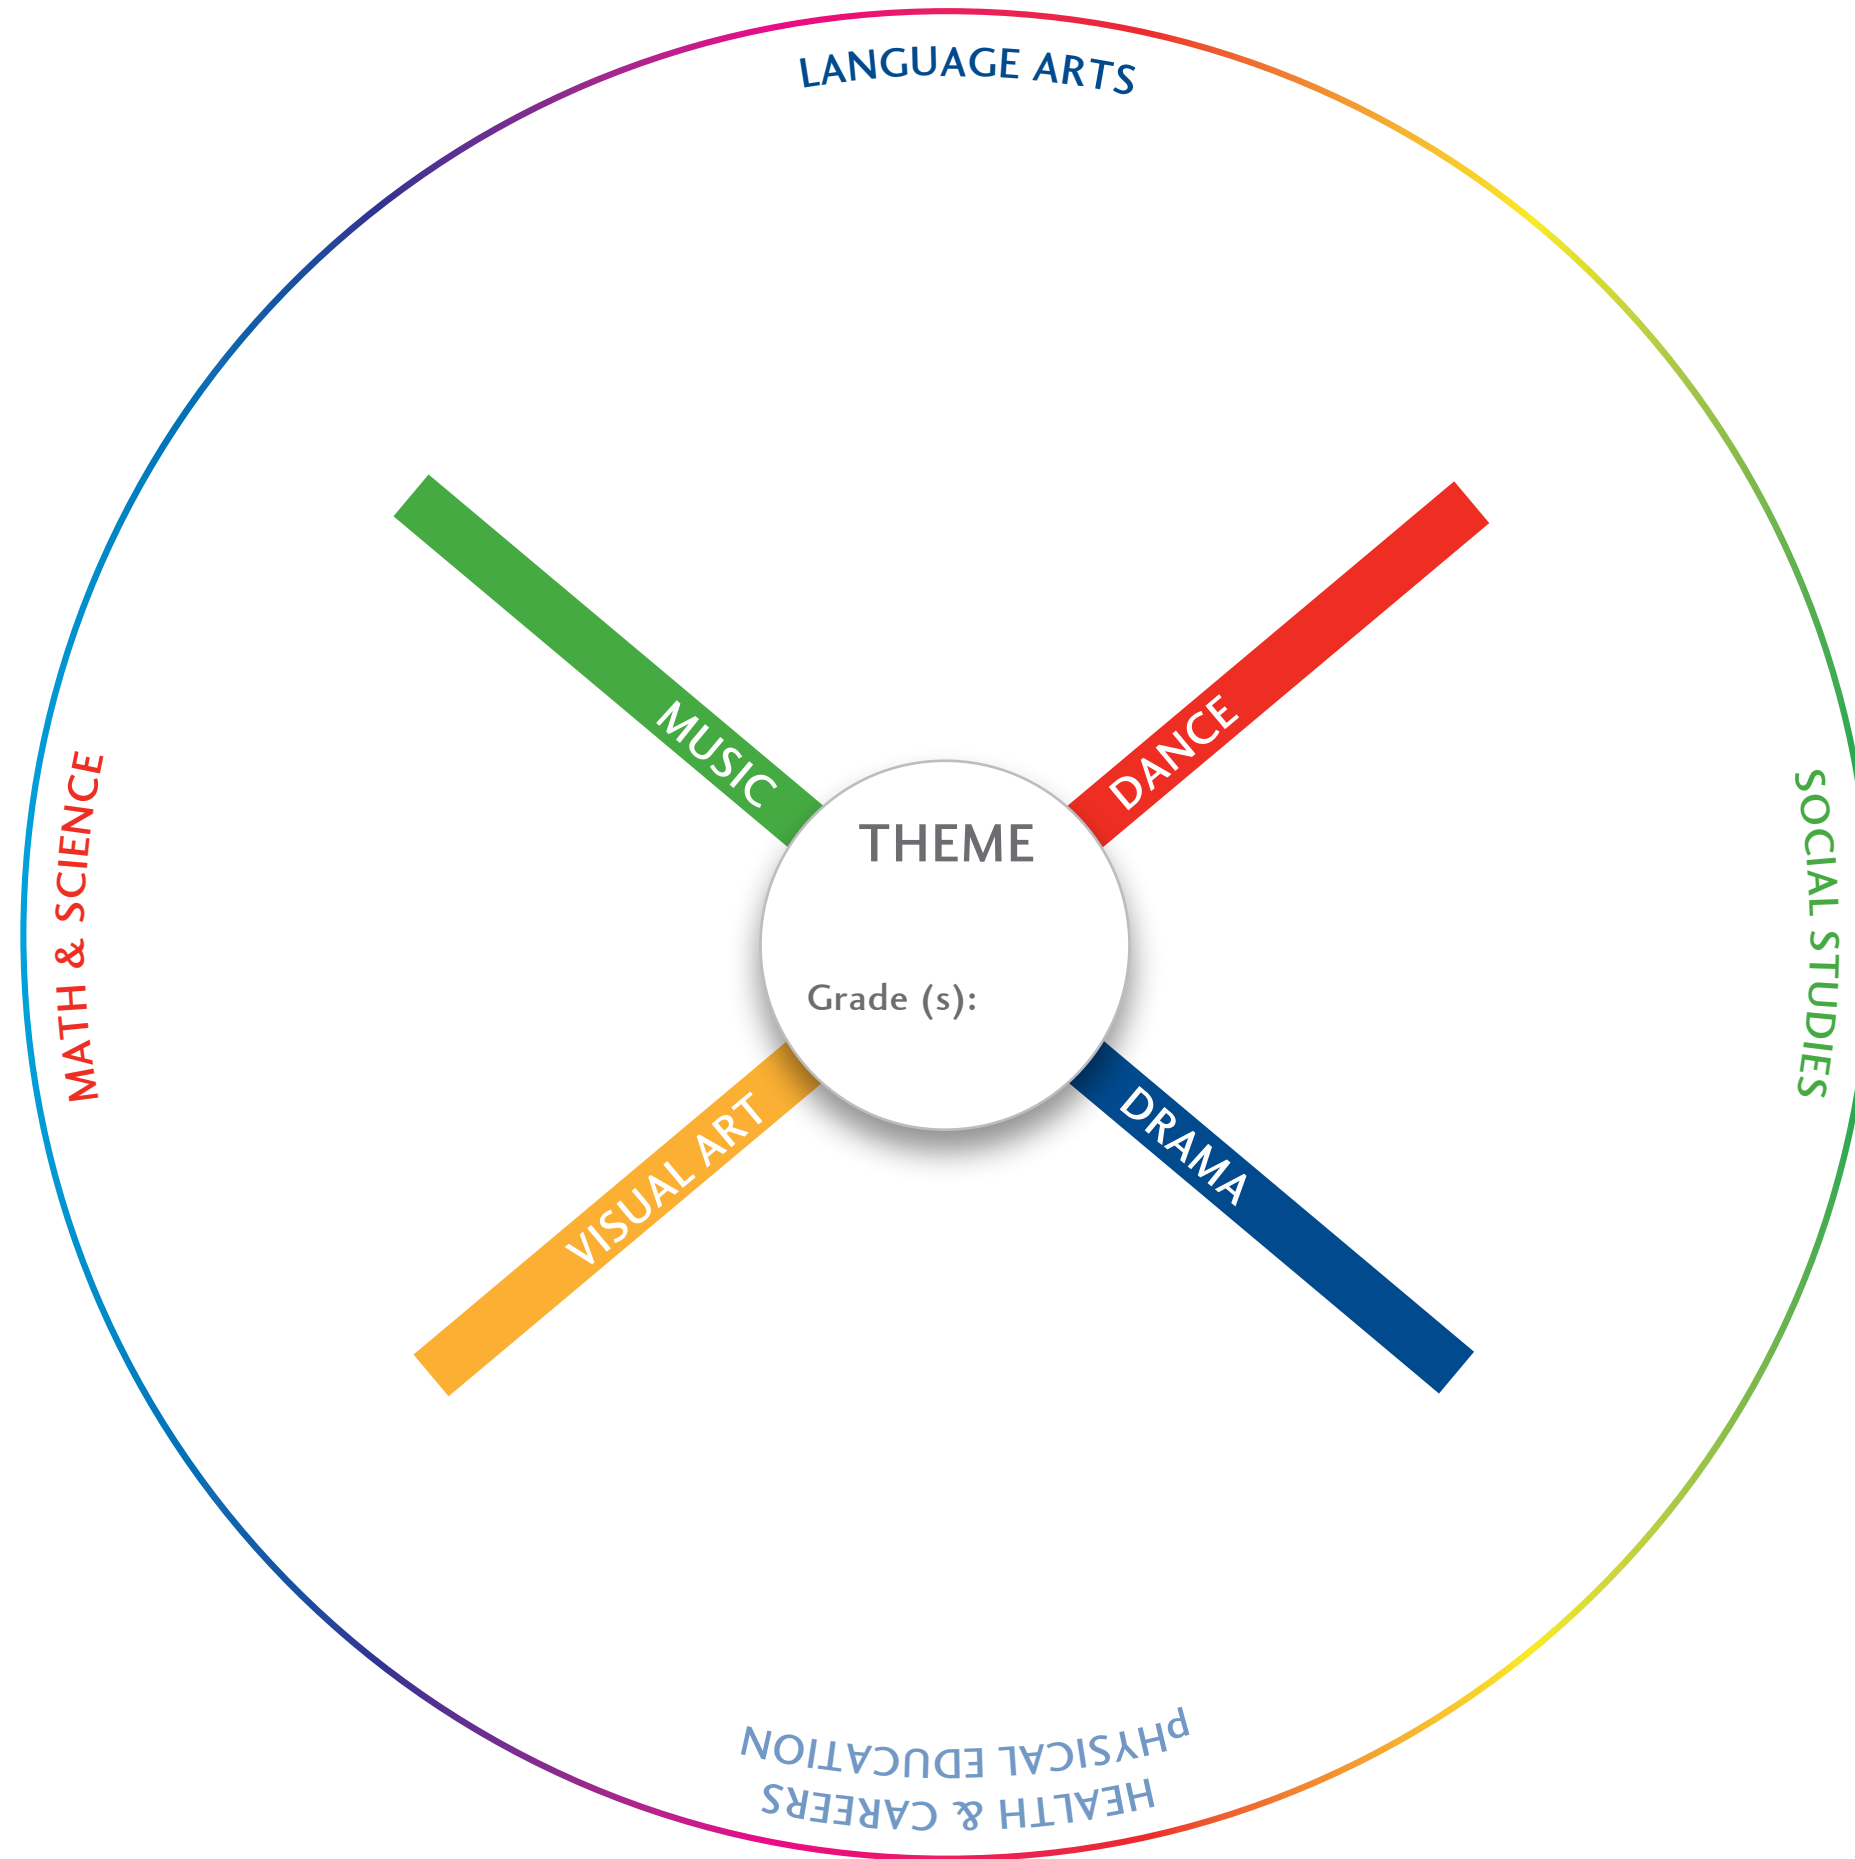 LANGUAGE ARTS
MUSIC
DANCE
SOCIAL STUDIES
MATH & SCIENCE
THEME
Grade (s):
VISUAL ART
DRAMA
HEALTH & CAREERS
pHYSICAL EDUCATION